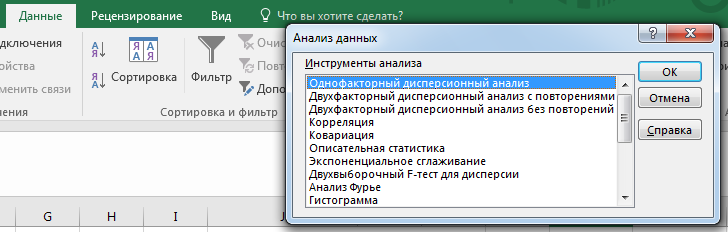 Данные Рецензирование Вид Что вы хотите сделать?
Анализ данных
Инструменты анализа
Однофакторный дисперсионный анализ
Двухфакторный дисперсионный анализ с повторениями
Двухфакторный дисперсионный анализ без повторений
Корреляция
Ковариация
Описательная статистика
Экспоненциальное сглаживание
Двухвыборочный F-тест для дисперсии
Анализ Фурье
Гистограмма
ОК
Отмена
Справка
дключения
ойства
менить связи
ения
Сортировка
Фильтр
Очис
Повт
Допо
Сортировка и фильтр
G H I J